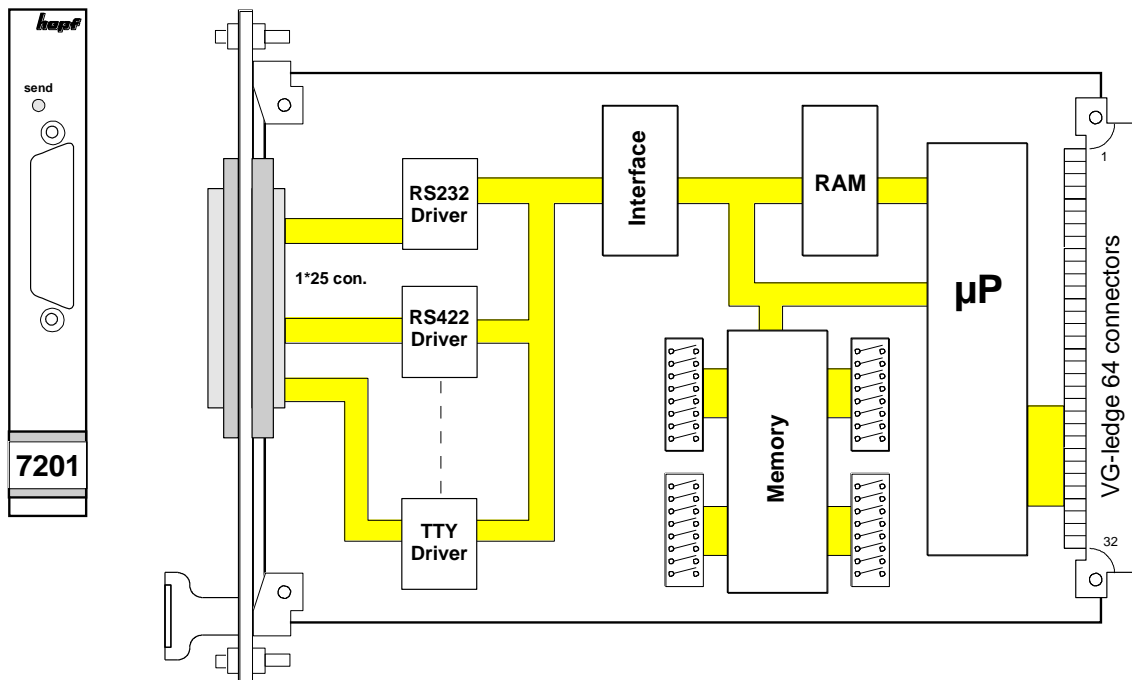 hopf
send
7201
RS232
Driver
1*25 con.
RS422
Driver
TTY
Driver
Interface
RAM
Memory
µP
1
VG-ledge 64 connectors
32